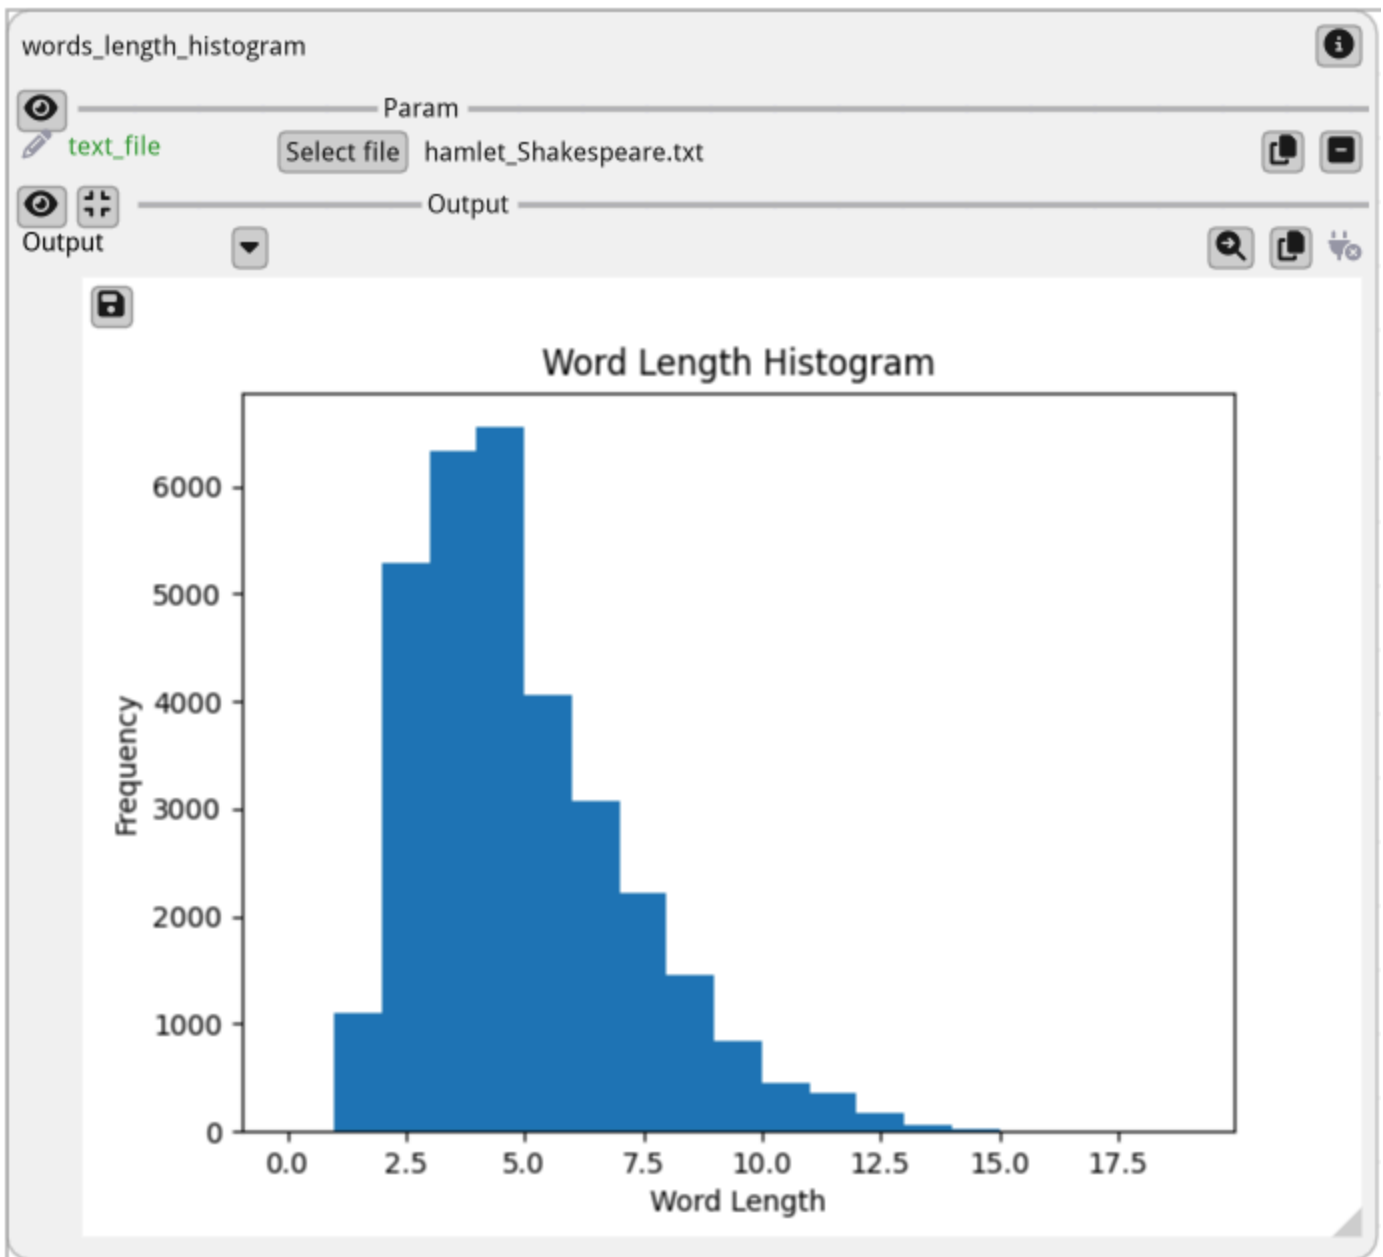 words_length_histogram
Param
text_file Select file hamlet_Shakespeare.txt
Output
Output
Word Length Histogram
Frequency
6000
5000
4000
3000
2000
1000
0
0.0 2.5 5.0 7.5 10.0 12.5 15.0 17.5
Word Length